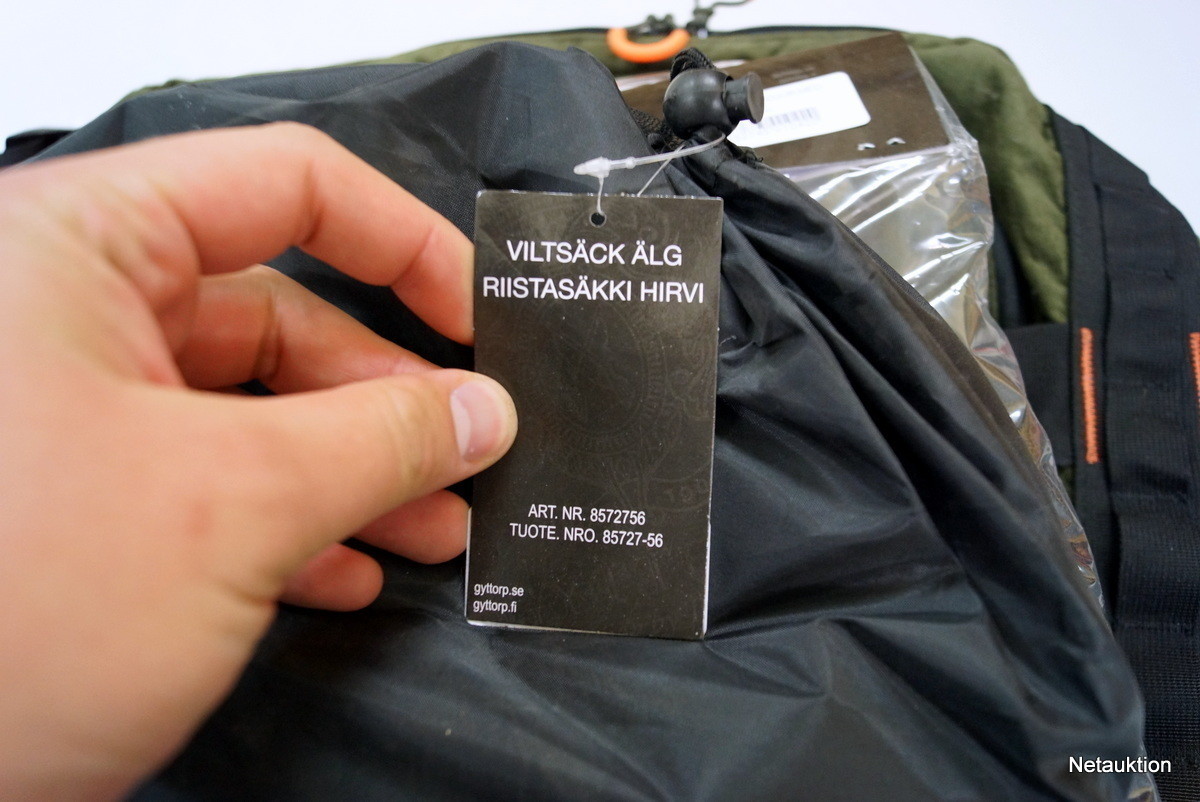 VILTSÄCK ÄLG
RIISTASÄKKI HIRVI
ART. NR. 8572756
TUOTE. NRO. 85727-56
gyttorp.se
gyttorp.fi
Netauktion